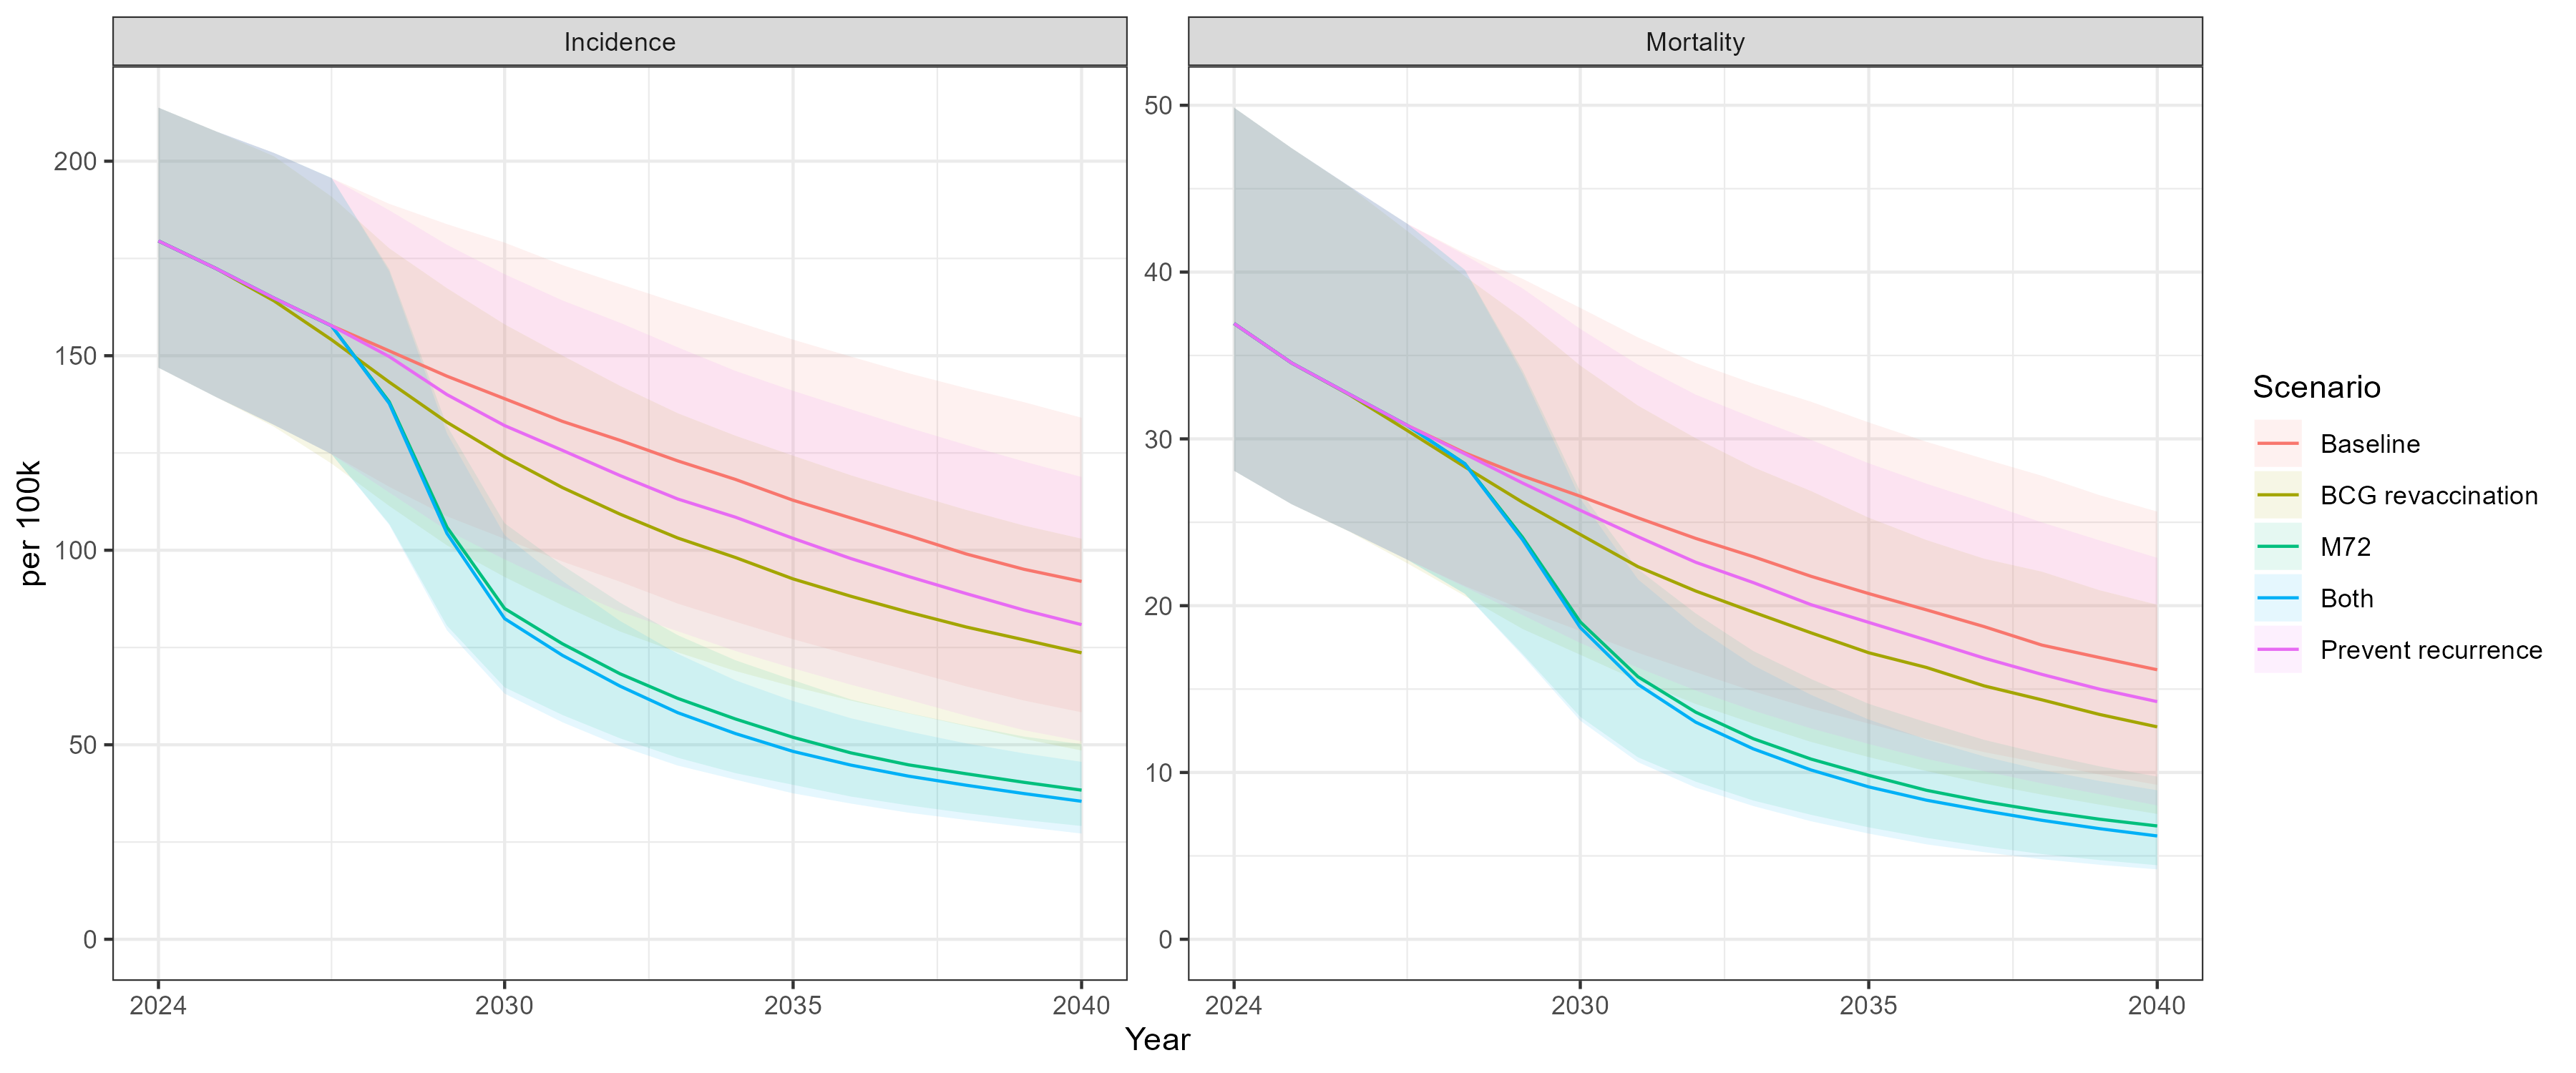 Incidence
Mortality
per 100k
200
150
100
50
0
50
40
30
20
10
0
2024
2030
2035
2040
2024
2030
2035
2040
Year
Scenario
Baseline
BCG revaccination
M72
Both
Prevent recurrence